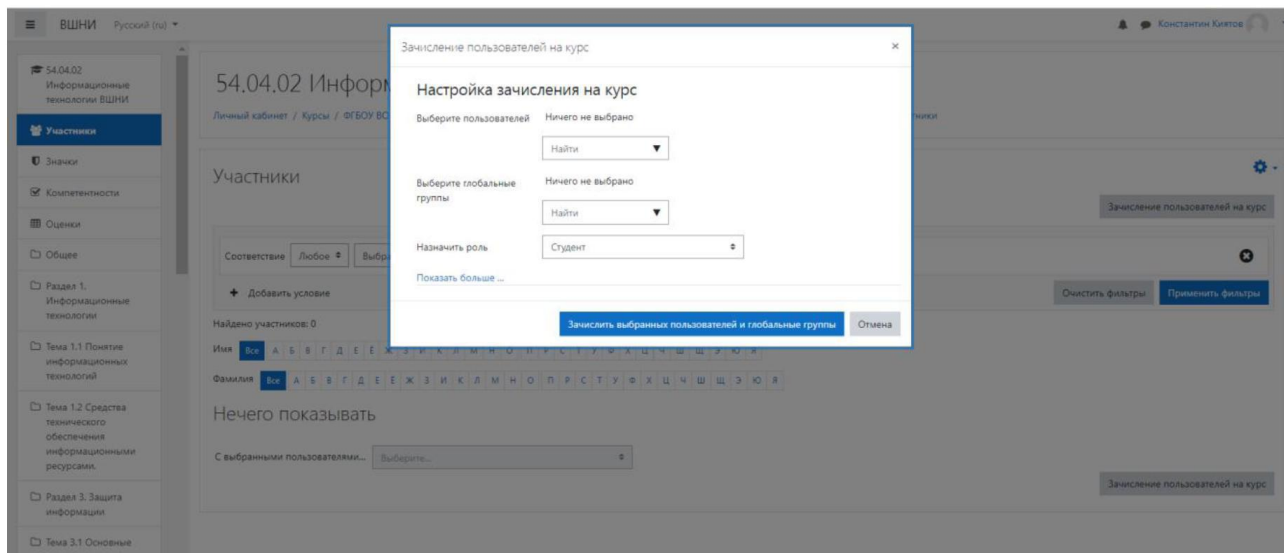 ВШНИ Русский (ru)
Константин Киятов
54.04.02
Информационные
технологии ВШНИ
Участники
Значки
Компетентности
Оценки
Общее
Раздел 1.
Информационные
технологии
Тема 1.1 Понятие
информационных
технологий
Тема 1.2 Средства
технического
обеспечения
информационными
ресурсами.
Раздел 3. Защита
информации
Тема 3.1 Основные
54.04.02 Информ
Личный кабинет / Курсы / ФГБОУ ВО
тники
Участники
Зачисление пользователей на курс
Соответствие Любое Выбра
+ Добавить условие
Очистить фильтры Применить фильтры
Найдено участников: 0
Имя Все А Б В Г Д Е Ё Ж З И К Л М Н О П Р С Т У Ф Х Ц Ч Ш Щ Э Ю Я
Фамилия Все А Б В Г Д Е Ё Ж З И К Л М Н О П Р С Т У Ф Х Ц Ч Ш Щ Э Ю Я
Нечего показывать
С выбранными пользователями... Выберите...
Зачисление пользователей на курс
Зачисление пользователей на курс ×
Настройка зачисления на курс
Выберите пользователей Ничего не выбрано
Найти ▼
Выберите глобальные Ничего не выбрано
группы
Найти ▼
Назначить роль Студент
Показать больше ...
Зачислить выбранных пользователей и глобальные группы Отмена